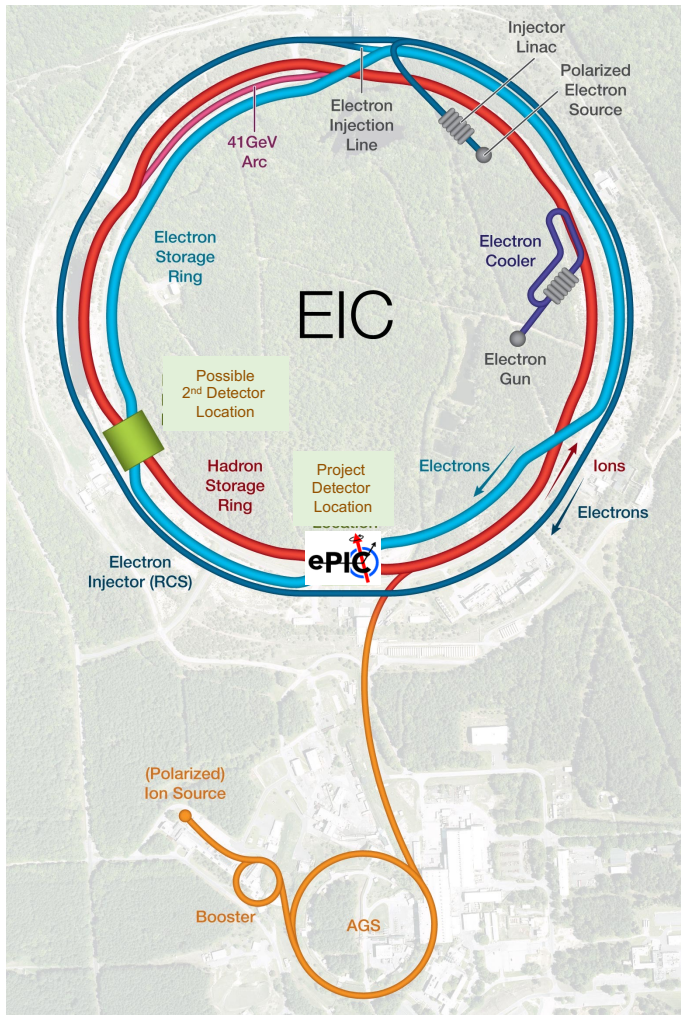 Injector
Linac
Polarized
Electron
Source
Electron
Injection
Line
41GeV
Arc
Electron
Storage
Ring
Electron
Cooler
EIC
Electron
Gun
Possible
2nd Detector
Location
Hadron
Storage
Ring
Project
Detector
Location
Location
Electrons
Ions
Electrons
ePIC
Electron
Injector (RCS)
(Polarized)
Ion Source
Booster
AGS